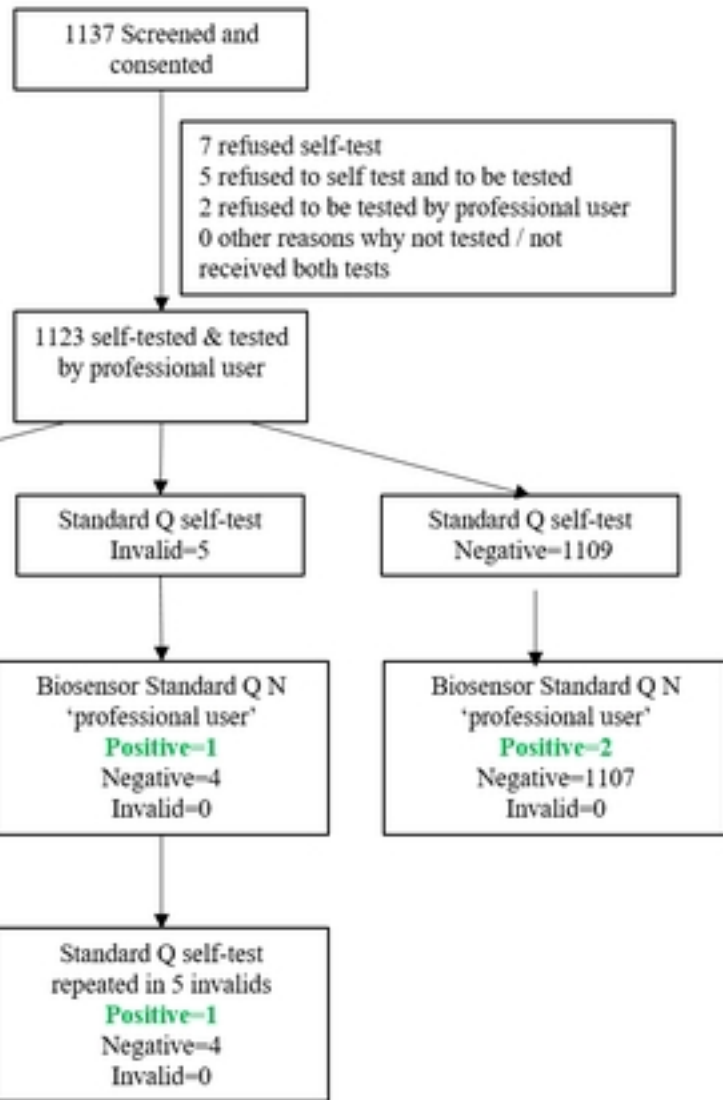 1137 Screened and
consented
7 refused self-test
5 refused to self test and to be tested
2 refused to be tested by professional user
0 other reasons why not tested / not
received both tests
1123 self-tested & tested
by professional user
Standard Q self-test
Invalid=5
Standard Q self-test
Negative=1109
Biosensor Standard Q N
‘professional user’
Positive=1
Negative=4
Invalid=0
Biosensor Standard Q N
‘professional user’
Positive=2
Negative=1107
Invalid=0
Standard Q self-test
repeated in 5 invalids
Positive=1
Negative=4
Invalid=0